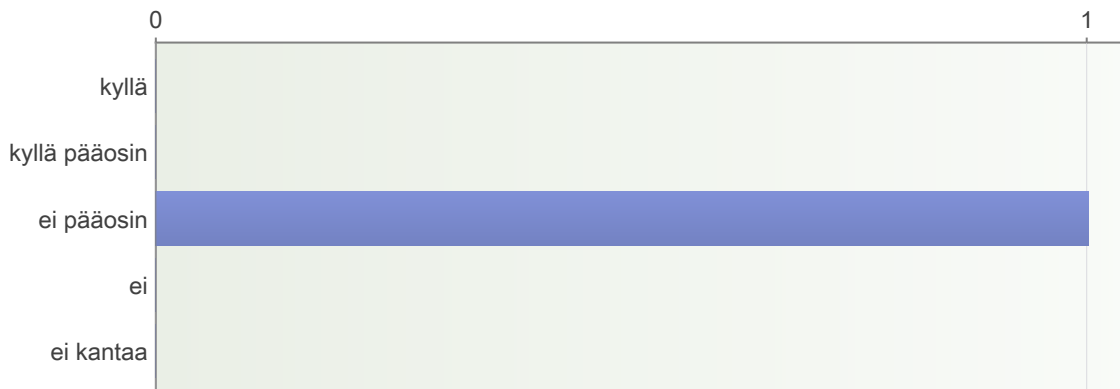 0 1
kyllä
kyllä pääosin
ei pääosin
ei
ei kantaa